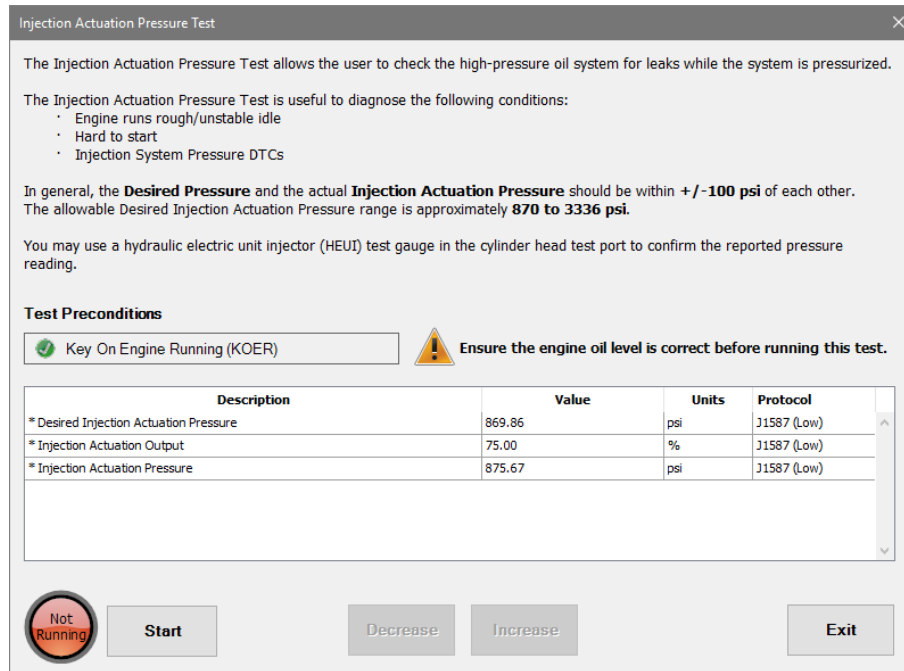 Injection Actuation Pressure Test
The Injection Actuation Pressure Test allows the user to check the high-pressure oil system for leaks while the system is pressurized.
The Injection Actuation Pressure Test is useful to diagnose the following conditions:
· Engine runs rough/unstable idle
· Hard to start
· Injection System Pressure DTCs
In general, the Desired Pressure and the actual Injection Actuation Pressure should be within +/-100 psi of each other.
The allowable Desired Injection Actuation Pressure range is approximately 870 to 3336 psi.
You may use a hydraulic electric unit injector (HEUI) test gauge in the cylinder head test port to confirm the reported pressure
reading.
Test Preconditions
Key On Engine Running (KOER)
Ensure the engine oil level is correct before running this test.
Description Value Units Protocol
* Desired Injection Actuation Pressure 869.86 psi J1587 (Low)
* Injection Actuation Output 75.00 % J1587 (Low)
* Injection Actuation Pressure 875.67 psi J1587 (Low)
Not
Running
Start Decrease Increase Exit